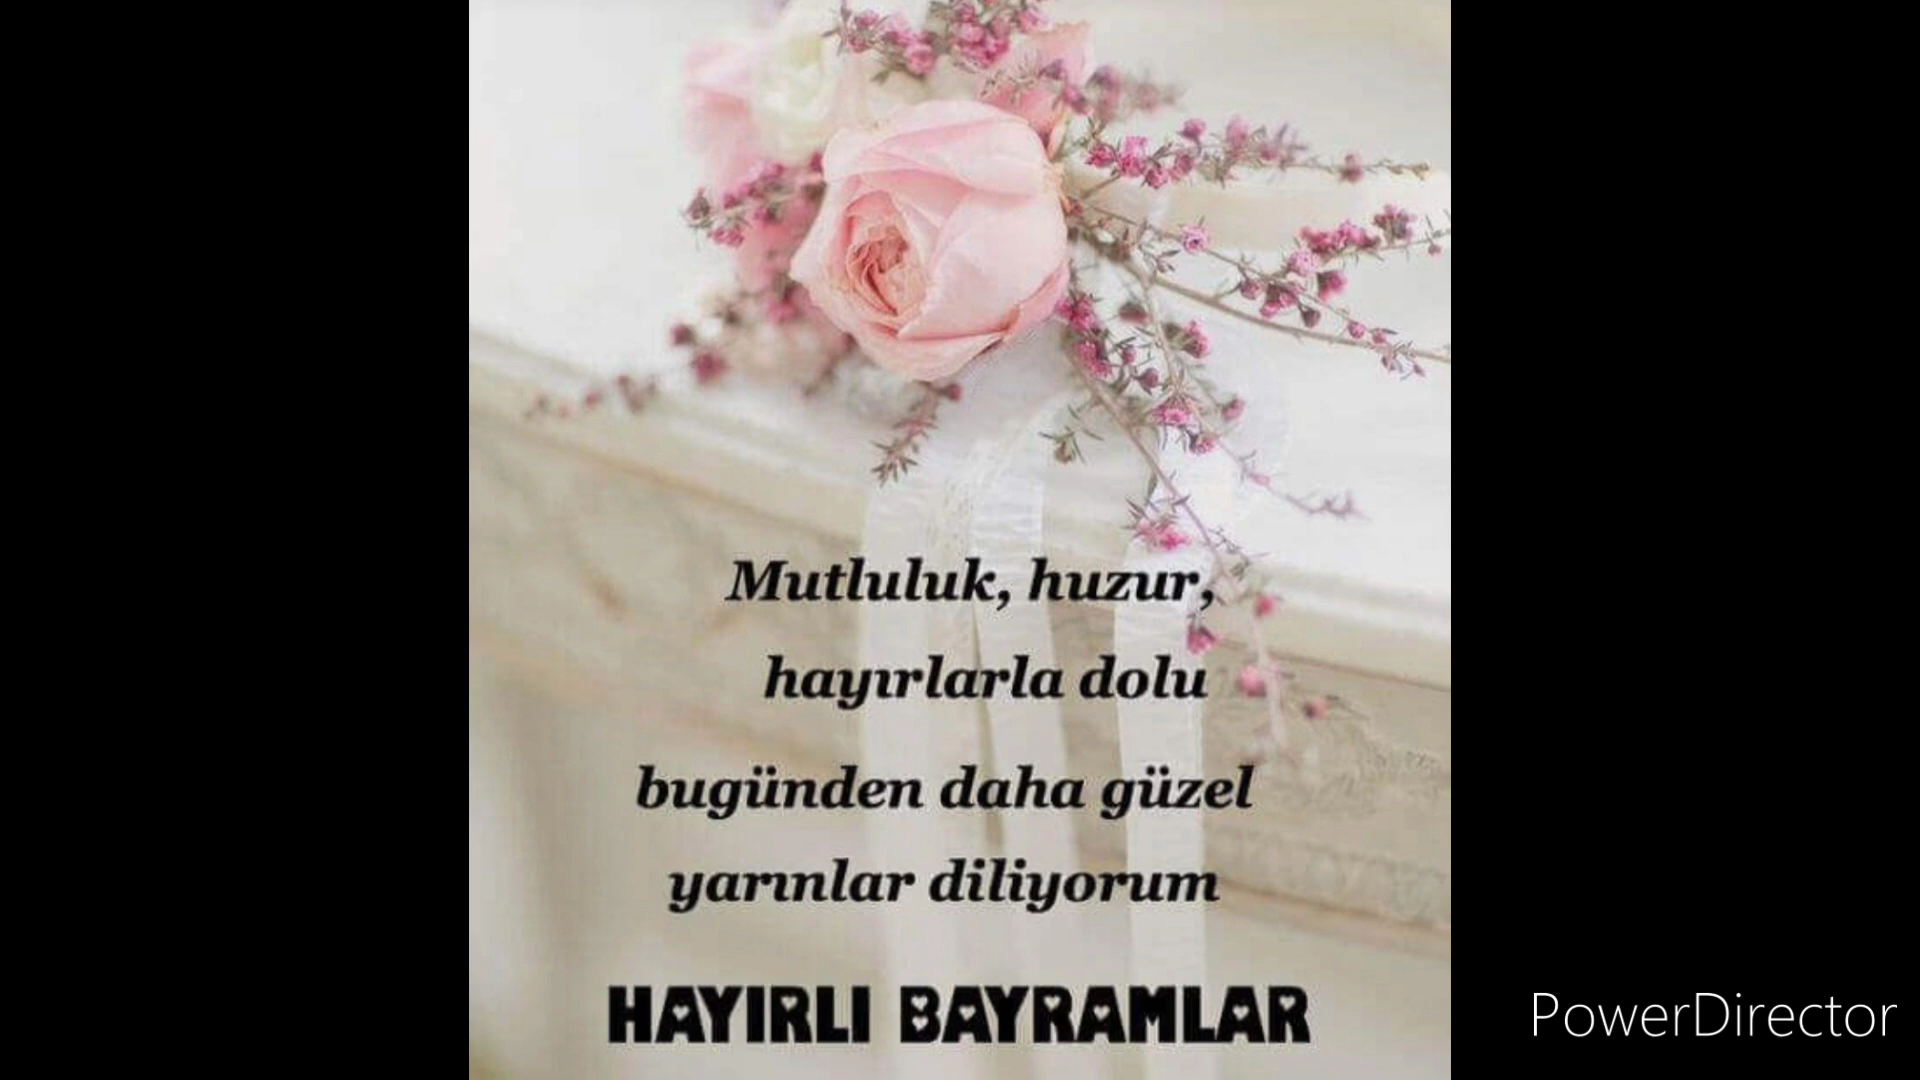 Mutluluk, huzur,
hayırlarla dolu
bugünden daha güzel
yarınlar diliyorum
HAYIRLI BAYRAMLAR
PowerDirector